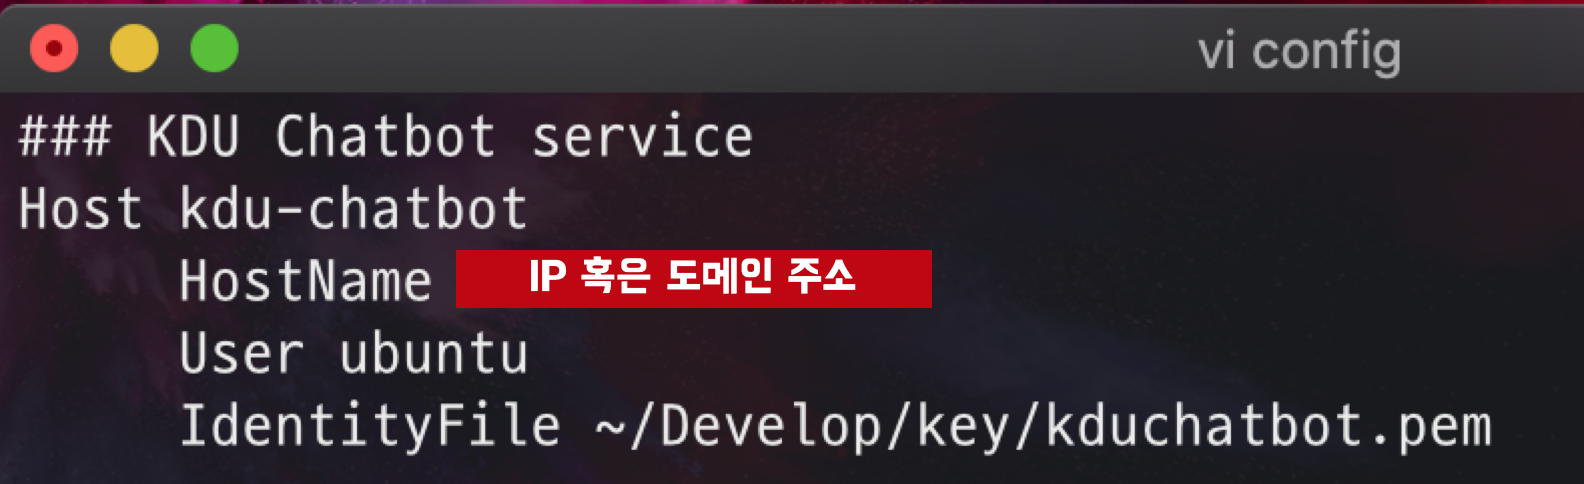 vi config
### KDU Chatbot service
Host kdu-chatbot
HostName IP 혹은 도메인 주소
User ubuntu
IdentityFile ~/Develop/key/kduchatbot.pem